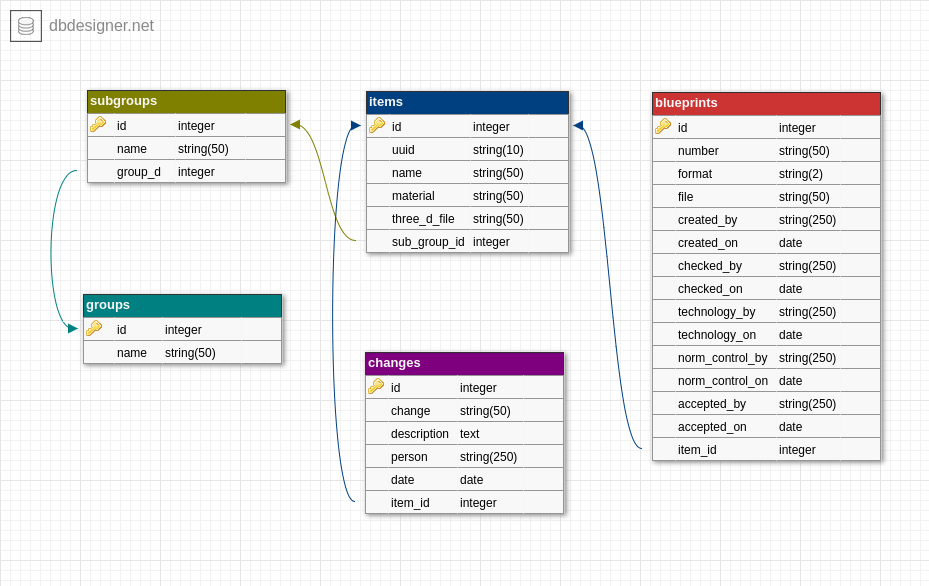 dbdesigner.net
subgroups
id integer
name string(50)
group_d integer
groups
id integer
name string(50)
items
id integer
uuid string(10)
name string(50)
material string(50)
three_d_file string(50)
sub_group_id integer
changes
id integer
change string(50)
description text
person string(250)
date date
item_id integer
blueprints
id integer
number string(50)
format string(2)
file string(50)
created_by string(250)
created_on date
checked_by string(250)
checked_on date
technology_by string(250)
technology_on date
norm_control_by string(250)
norm_control_on date
accepted_by string(250)
accepted_on date
item_id integer